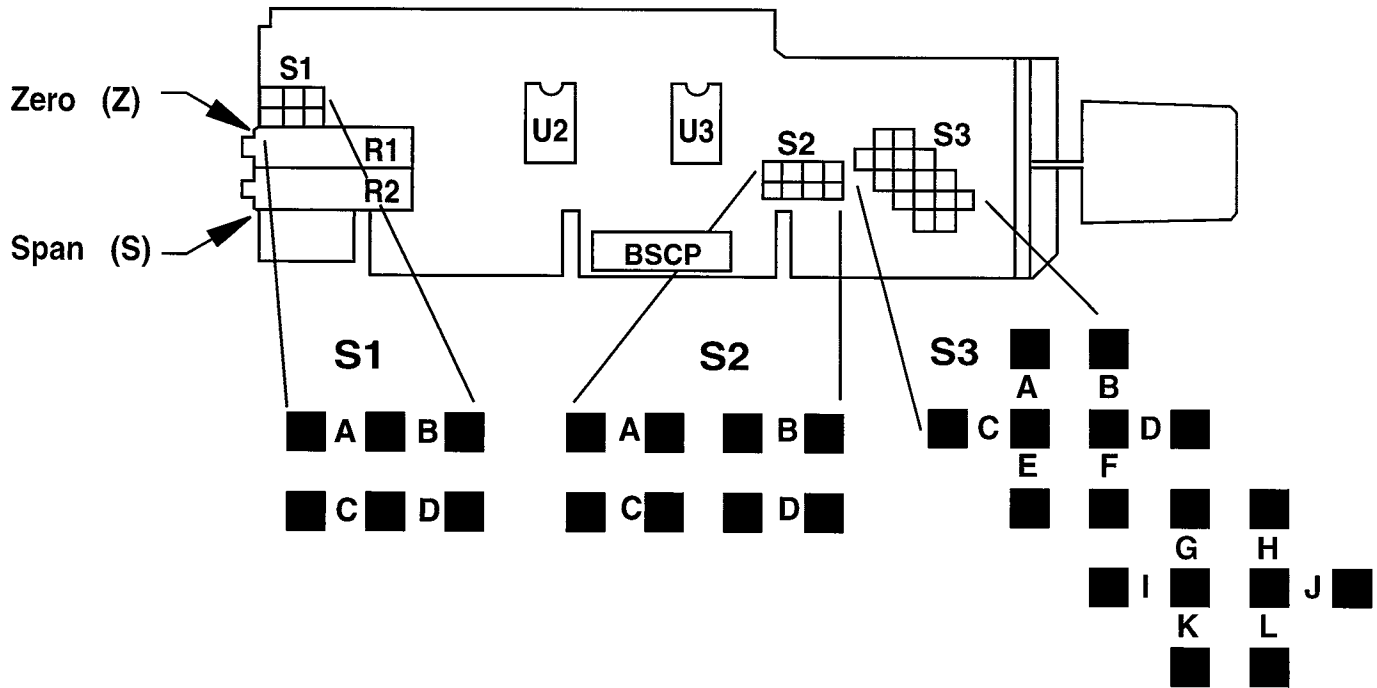 S1
Zero (Z)
U2
U3
R1
S2
S3
R2
Span (S)
BSCP
S1
S2
S3
A B
A B
A B
C D
E F
C D
C D
G H
I J
K L